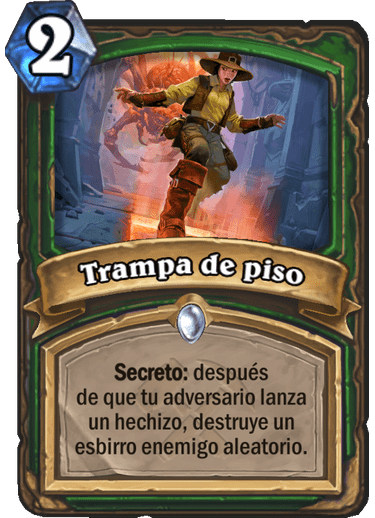 2
Trampa de piso
Secreto: después
de que tu adversario lanza
un hechizo, destruye un
esbirro enemigo aleatorio.